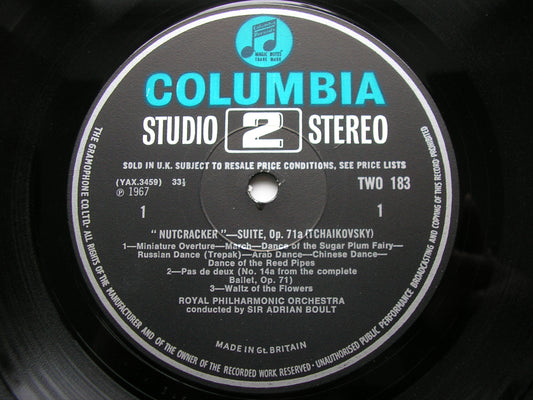 MAGIC NOTES
TRADE MARK
COLUMBIA
STUDIO 2 STEREO
SOLD IN U.K. SUBJECT TO RESALE PRICE CONDITIONS, SEE PRICE LISTS
(YAX.3459) 33⅓
TWO 183
℗ 1967
1
1
"NUTCRACKER"—SUITE, Op. 71a (TCHAIKOVSKY)
1—Miniature Overture—March—Dance of the Sugar Plum Fairy—
Russian Dance (Trepak)—Arab Dance—Chinese Dance—
Dance of the Reed Pipes
2—Pas de deux (No. 14a from the complete
Ballet, Op. 71)
3—Waltz of the Flowers
ROYAL PHILHARMONIC ORCHESTRA
conducted by SIR ADRIAN BOULT
MADE IN Gt. BRITAIN
THE GRAMOPHONE CO. LTD. · ALL RIGHTS OF THE MANUFACTURER AND OF THE OWNER OF THE RECORDED WORK RESERVED · UNAUTHORISED PUBLIC PERFORMANCE BROADCASTING AND COPYING OF THIS RECORD PROHIBITED